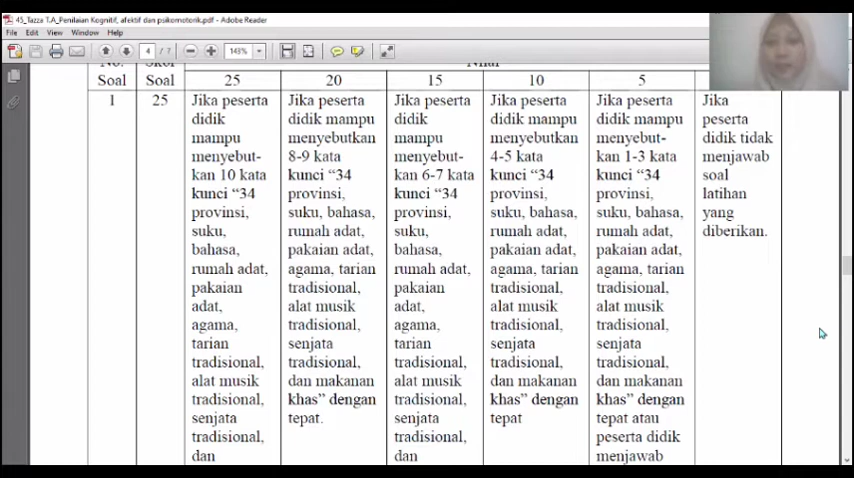 45_Tazza T.A_Penilaian Kognitif, afektif dan psikomotorik.pdf - Adobe Reader
File Edit View Window Help
4 / 7 143%
No. Skor Nilai
Soal Soal 25 20 15 10 5
1 25
Jika peserta
didik
mampu
menyebut-
kan 10 kata
kunci “34
provinsi,
suku,
bahasa,
rumah adat,
pakaian
adat,
agama,
tarian
tradisional,
alat musik
tradisional,
senjata
tradisional,
dan
Jika peserta
didik mampu
menyebutkan
8-9 kata
kunci “34
provinsi,
suku, bahasa,
rumah adat,
pakaian adat,
agama, tarian
tradisional,
alat musik
tradisional,
senjata
tradisional,
dan makanan
khas” dengan
tepat.
Jika peserta
didik
mampu
menyebut-
kan 6-7 kata
kunci “34
provinsi,
suku,
bahasa,
rumah adat,
pakaian
adat,
agama,
tarian
tradisional,
alat musik
tradisional,
senjata
tradisional,
dan
Jika peserta
didik mampu
menyebutkan
4-5 kata
kunci “34
provinsi,
suku, bahasa,
rumah adat,
pakaian adat,
agama, tarian
tradisional,
alat musik
tradisional,
senjata
tradisional,
dan makanan
khas” dengan
tepat
Jika peserta
didik mampu
menyebut-
kan 1-3 kata
kunci “34
provinsi,
suku, bahasa,
rumah adat,
pakaian adat,
agama, tarian
tradisional,
alat musik
tradisional,
senjata
tradisional,
dan makanan
khas” dengan
tepat atau
peserta didik
menjawab
Jika
peserta
didik tidak
menjawab
soal
latihan
yang
diberikan.